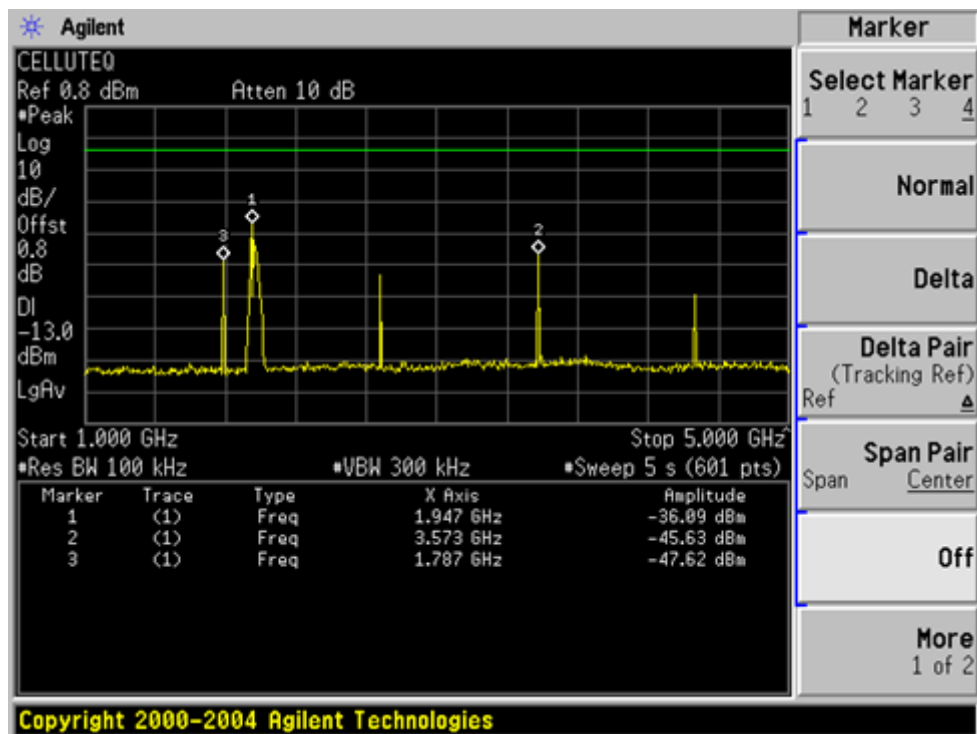 Agilent
Marker
CELLUTEQ
Ref 0.8 dBm Atten 10 dB
#Peak
Log
10
dB/
Offst
0.8
dB
DI
-13.0
dBm
LgAv
1
2
3
Start 1.000 GHz Stop 5.000 GHz^
#Res BW 100 kHz #VBW 300 kHz #Sweep 5 s (601 pts)
Marker Trace Type X Axis Amplitude
1 (1) Freq 1.947 GHz -36.09 dBm
2 (1) Freq 3.573 GHz -45.63 dBm
3 (1) Freq 1.787 GHz -47.62 dBm
Select Marker
1 2 3 4
Normal
Delta
Delta Pair
(Tracking Ref)
Ref Δ
Span Pair
Span Center
Off
More
1 of 2
Copyright 2000-2004 Agilent Technologies